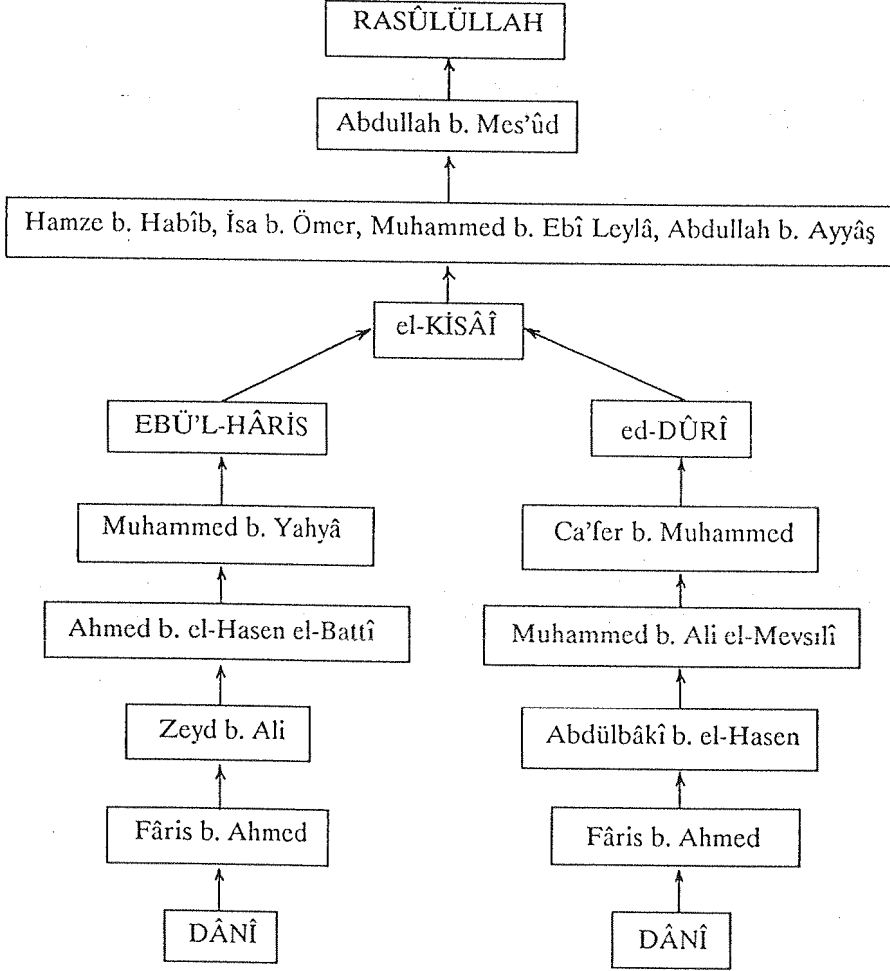 RASÛLÜLLAH
Abdullah b. Mes'ûd
Hamze b. Habîb, İsa b. Ömer, Muhammed b. Ebî Leylâ, Abdullah b. Ayyâş
el-KİSÂÎ
EBÜ'L-HÂRİS
ed-DÛRÎ
Muhammed b. Yahyâ
Ca'fer b. Muhammed
Ahmed b. el-Hasen el-Battî
Muhammed b. Ali el-Mevsılî
Zeyd b. Ali
Abdülbâkî b. el-Hasen
Fâris b. Ahmed
Fâris b. Ahmed
DÂNÎ
DÂNÎ